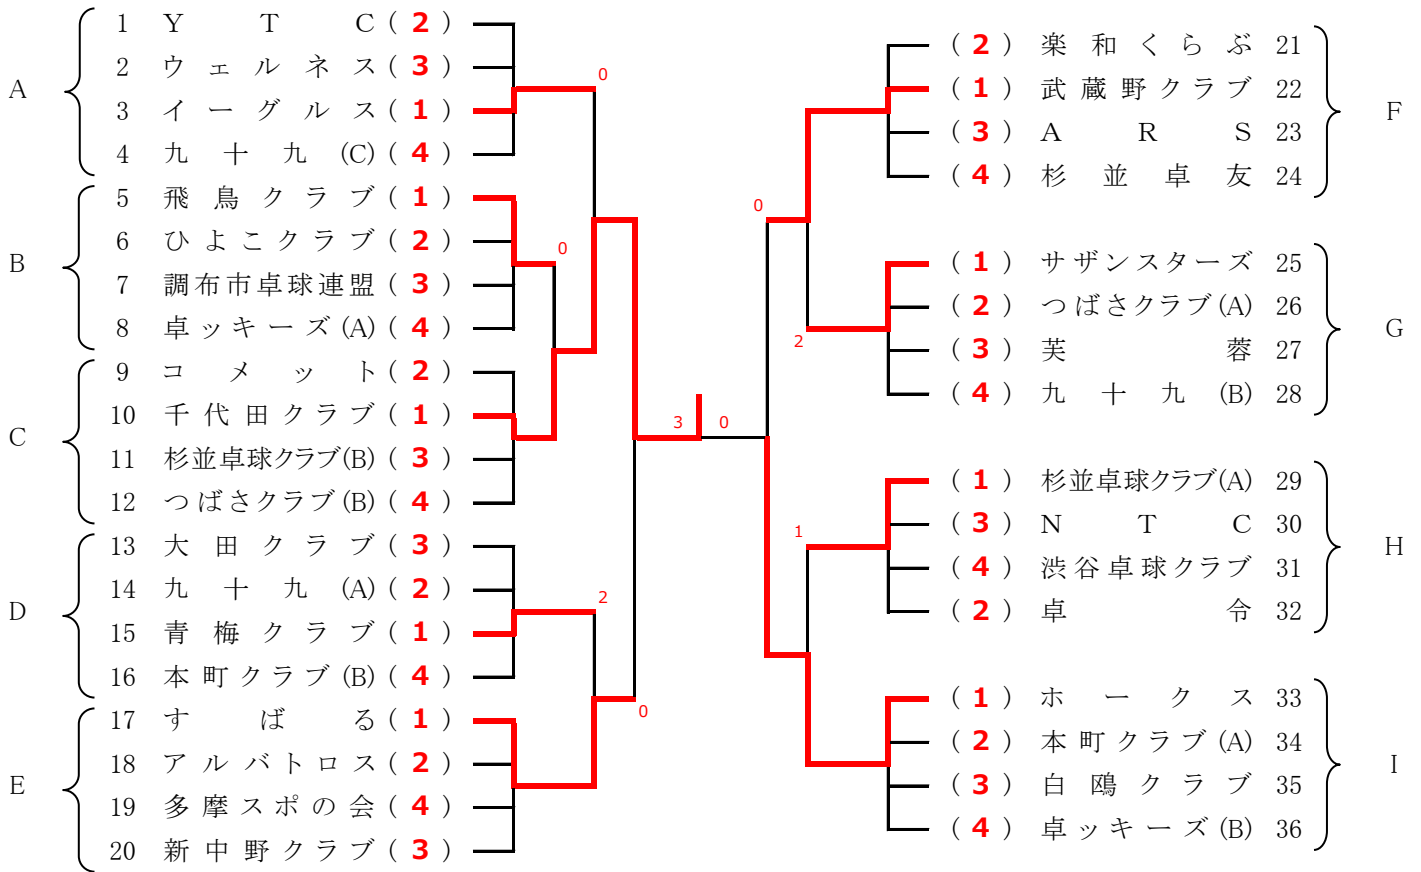 A
1 Y T C ( 2 )
2 ウェルネス ( 3 )
3 イーグルス ( 1 )
4 九十九 (C) ( 4 )
B
5 飛鳥クラブ ( 1 )
6 ひよこクラブ ( 2 )
7 調布市卓球連盟 ( 3 )
8 卓ッキーズ(A) ( 4 )
C
9 コメット ( 2 )
10 千代田クラブ ( 1 )
11 杉並卓球クラブ(B) ( 3 )
12 つばさクラブ(B) ( 4 )
D
13 大田クラブ ( 3 )
14 九十九 (A) ( 2 )
15 青梅クラブ ( 1 )
16 本町クラブ(B) ( 4 )
E
17 すばる ( 1 )
18 アルバトロス ( 2 )
19 多摩スポの会 ( 4 )
20 新中野クラブ ( 3 )
0
0
2
0
3 0
0
2
1
( 2 ) 楽和くらぶ 21
( 1 ) 武蔵野クラブ 22
( 3 ) A R S 23
( 4 ) 杉並卓友 24
F
( 1 ) サザンスターズ 25
( 2 ) つばさクラブ(A) 26
( 3 ) 芙蓉 27
( 4 ) 九十九 (B) 28
G
( 1 ) 杉並卓球クラブ(A) 29
( 3 ) N T C 30
( 4 ) 渋谷卓球クラブ 31
( 2 ) 卓令 32
H
( 1 ) ホークス 33
( 2 ) 本町クラブ(A) 34
( 3 ) 白鴎クラブ 35
( 4 ) 卓ッキーズ(B) 36
I